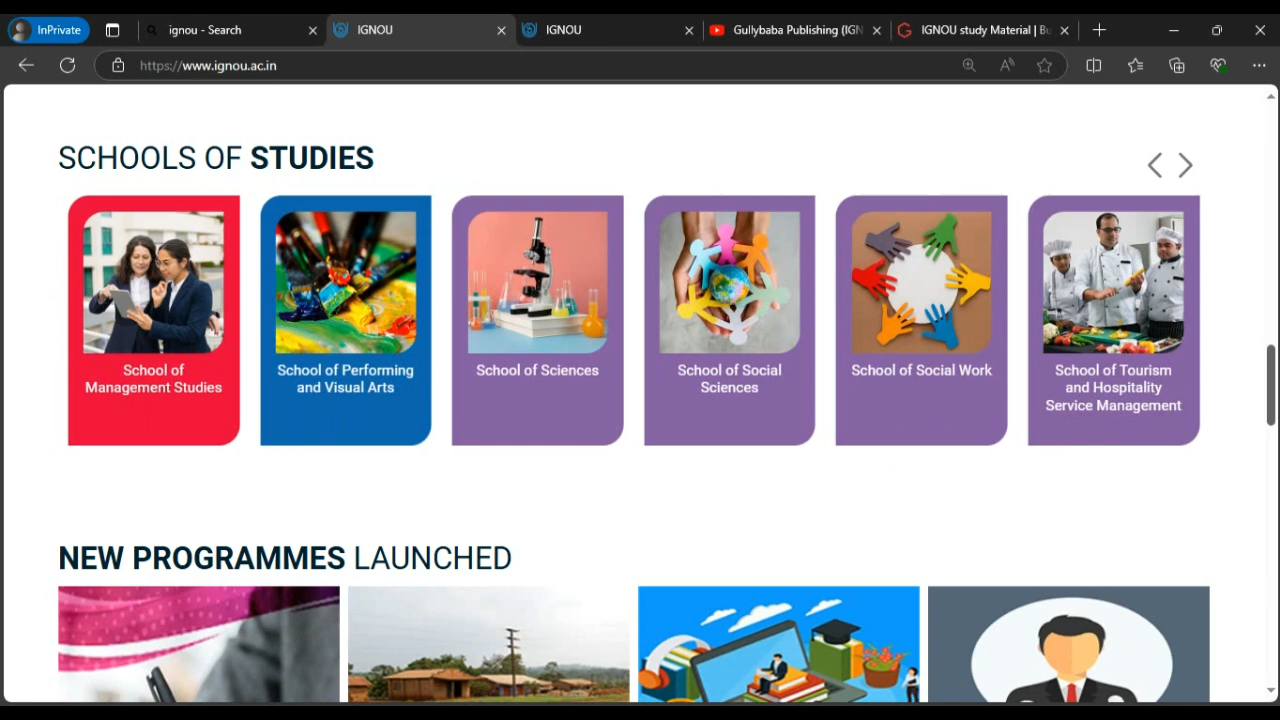 InPrivate
ignou - Search
IGNOU
IGNOU
Gullybaba Publishing (IGN
IGNOU study Material | Bu
https://www.ignou.ac.in
SCHOOLS OF STUDIES
School of
Management Studies
School of Performing
and Visual Arts
School of Sciences
School of Social
Sciences
School of Social Work
School of Tourism
and Hospitality
Service Management
NEW PROGRAMMES LAUNCHED